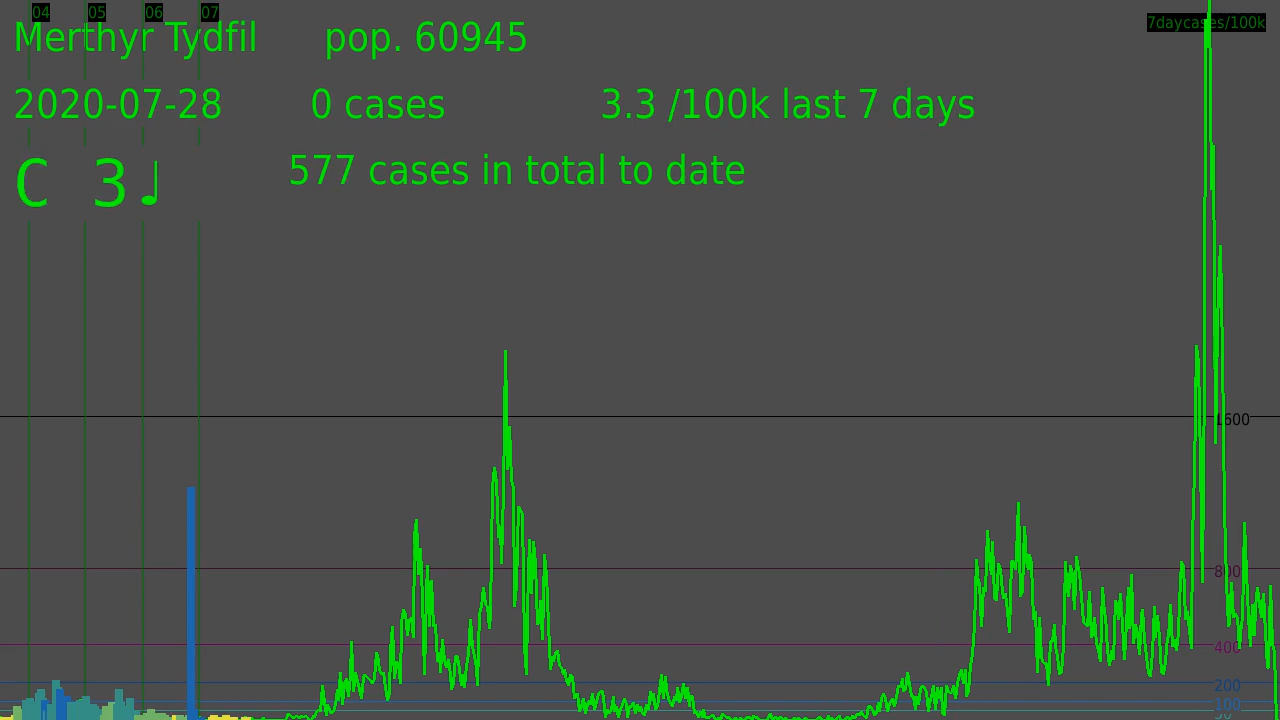 04 05 06 07
7daycases/100k
Merthyr Tydfil pop. 60945
2020-07-28 0 cases 3.3 /100k last 7 days
C 3♩ 577 cases in total to date
1600
800
400
200
100
50